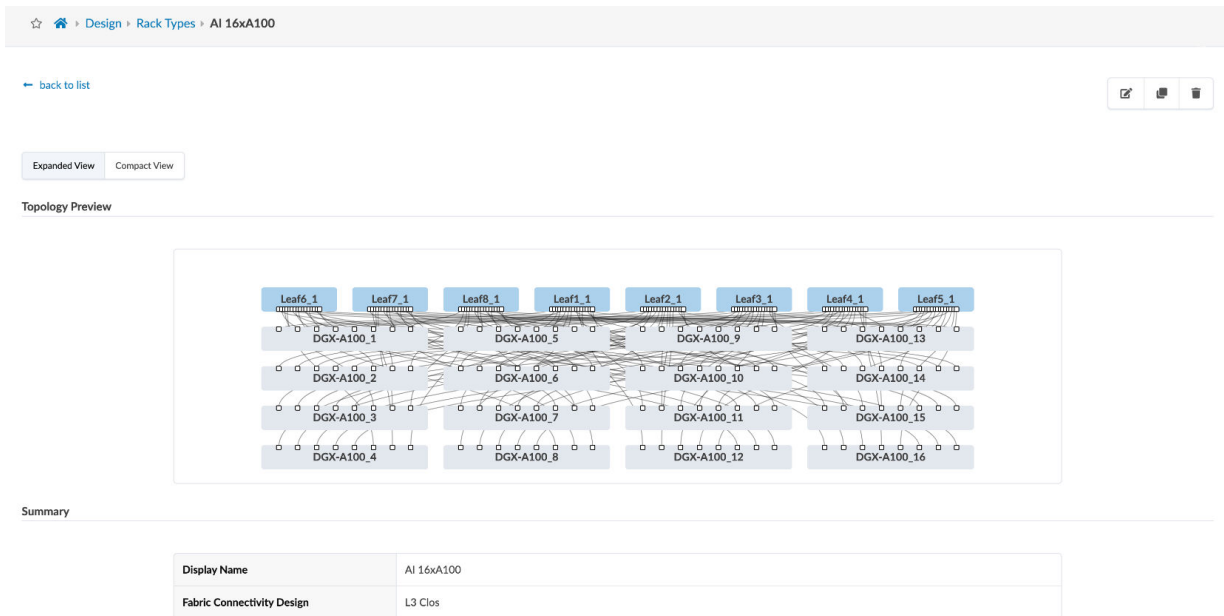 Design Rack Types AI 16xA100
← back to list
Expanded View Compact View
Topology Preview
Leaf6_1 Leaf7_1 Leaf8_1 Leaf1_1 Leaf2_1 Leaf3_1 Leaf4_1 Leaf5_1
DGX-A100_1 DGX-A100_5 DGX-A100_9 DGX-A100_13
DGX-A100_2 DGX-A100_6 DGX-A100_10 DGX-A100_14
DGX-A100_3 DGX-A100_7 DGX-A100_11 DGX-A100_15
DGX-A100_4 DGX-A100_8 DGX-A100_12 DGX-A100_16
Summary
Display Name AI 16xA100
Fabric Connectivity Design L3 Clos